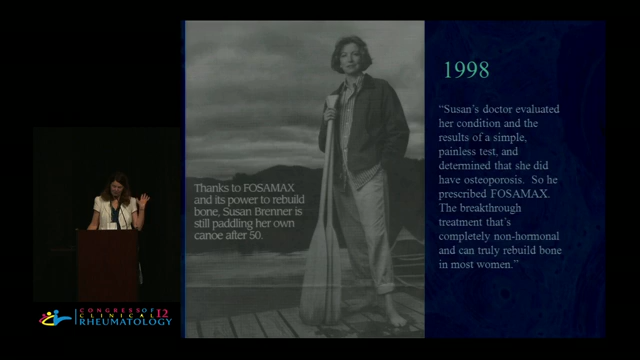 1998
Thanks to FOSAMAX
and its power to rebuild
bone, Susan Brenner is
still paddling her own
canoe after 50.
“Susan’s doctor evaluated
her condition and the
results of a simple,
painless test, and
determined that she did
have osteoporosis.  So he
prescribed FOSAMAX.
The breakthrough
treatment that’s
completely non-hormonal
and can truly rebuild bone
in most women.”
CONGRESS OF
CLINICAL 12
RHEUMATOLOGY